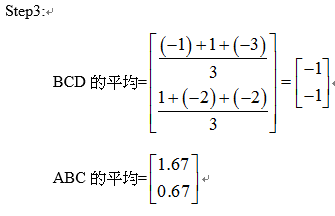 Step3:↵
BCD 的平均=[((-1)+1+(-3))/3; (1+(-2)+(-2))/3]=[-1; -1]↵
ABC 的平均=[1.67; 0.67]↵